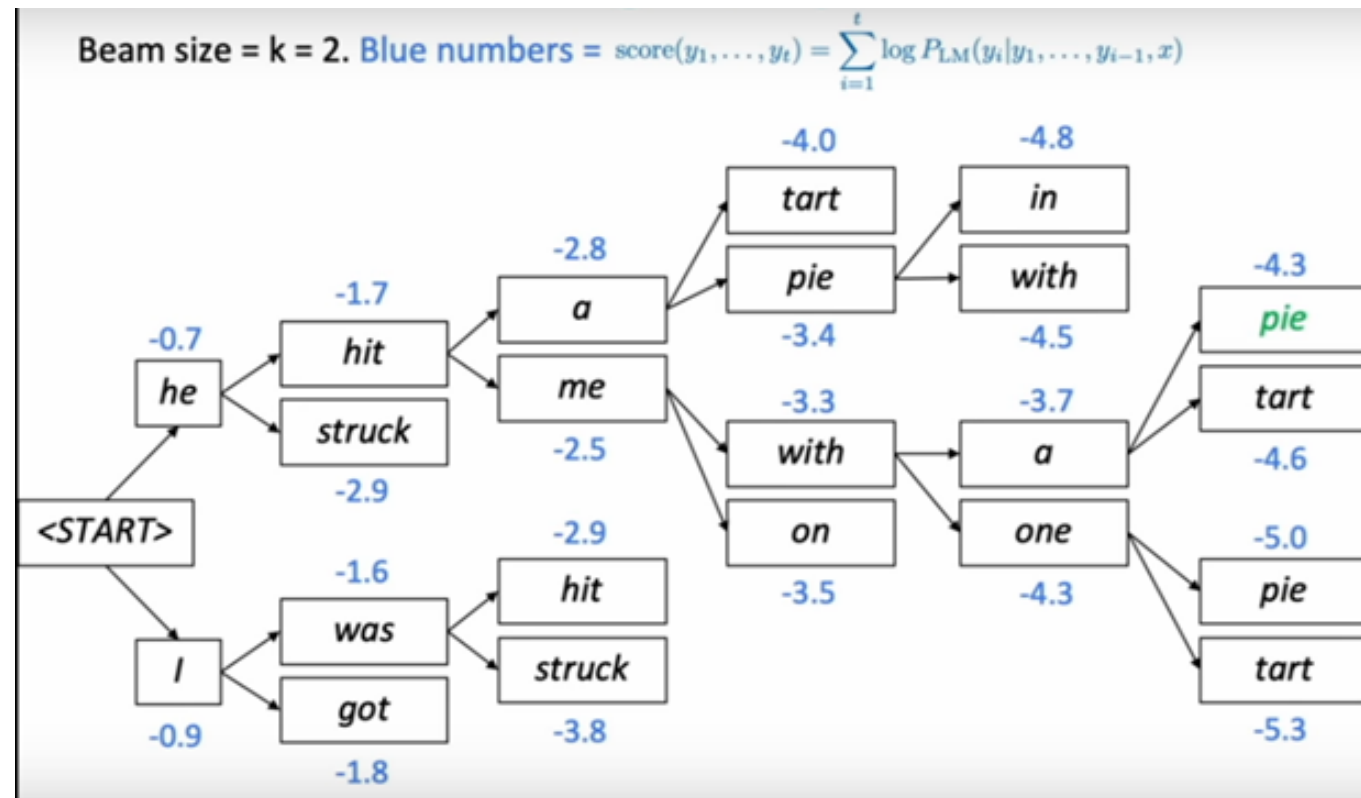 Beam size = k = 2. Blue numbers = score(y₁, . . . , yₜ) = ∑ᵢ₌₁ᵗ log P_LM(yᵢ|y₁, . . . , yᵢ₋₁, x)
-4.0
-4.8
tart
in
-2.8
-4.3
pie
with
-1.7
a
pie
-0.7
-3.4
-4.5
hit
he
me
-3.3
-3.7
tart
struck
-2.5
with
a
-4.6
-2.9
<START>
-2.9
on
one
-5.0
-1.6
hit
-3.5
-4.3
pie
was
I
struck
tart
got
-0.9
-3.8
-5.3
-1.8